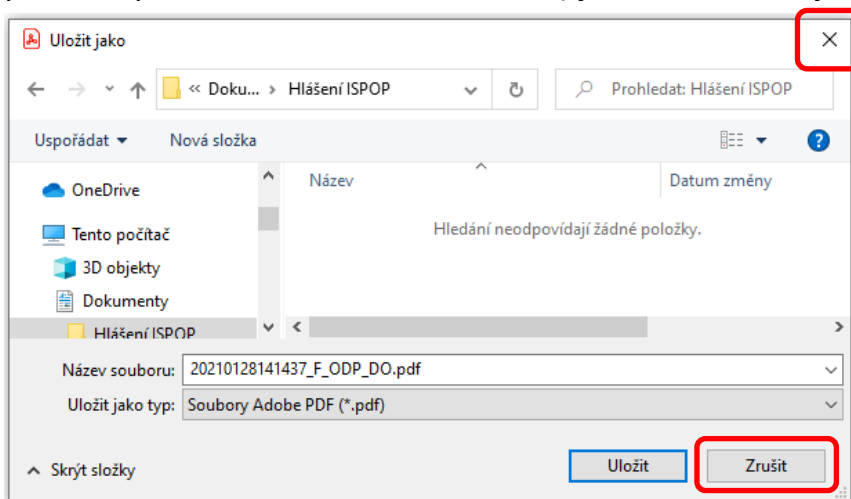 Uložit jako
« Doku... › Hlášení ISPOP
Prohledat: Hlášení ISPOP
Uspořádat Nová složka
Název Datum změny
OneDrive
Hledání neodpovídají žádné položky.
Tento počítač
3D objekty
Dokumenty
Hlášení ISPOP
Název souboru: 20210128141437_F_ODP_DO.pdf
Uložit jako typ: Soubory Adobe PDF (*.pdf)
Skrýt složky Uložit Zrušit